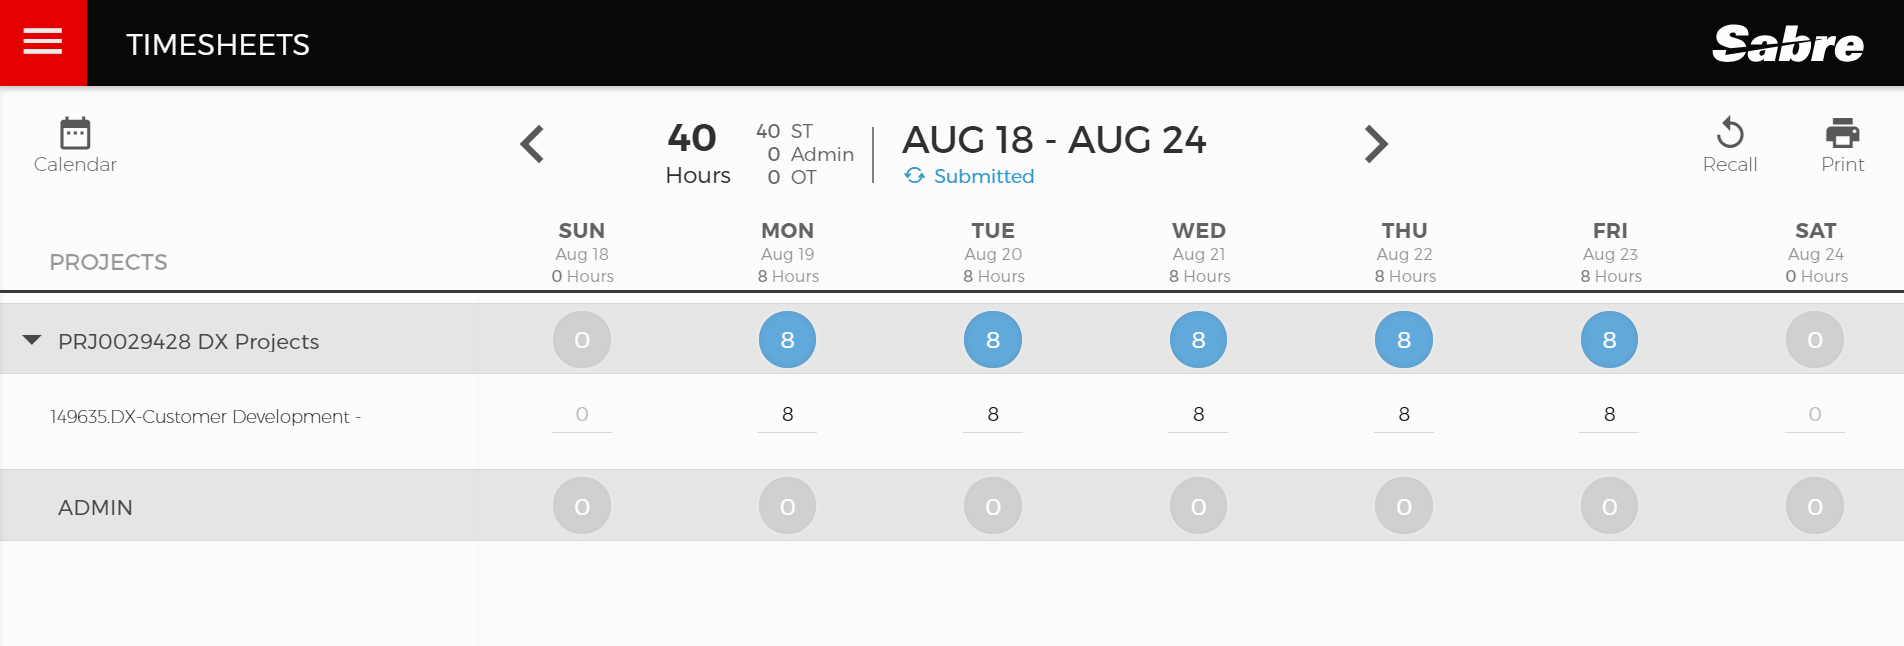 TIMESHEETS
Sabre
Calendar
40
Hours
40 ST
0 Admin
0 OT
AUG 18 - AUG 24
Submitted
Recall
Print
PROJECTS
SUN MON TUE WED THU FRI SAT
Aug 18 Aug 19 Aug 20 Aug 21 Aug 22 Aug 23 Aug 24
0 Hours 8 Hours 8 Hours 8 Hours 8 Hours 8 Hours 0 Hours
PRJ0029428 DX Projects 0 8 8 8 8 8 0
149635.DX-Customer Development - 0 8 8 8 8 8 0
ADMIN 0 0 0 0 0 0 0